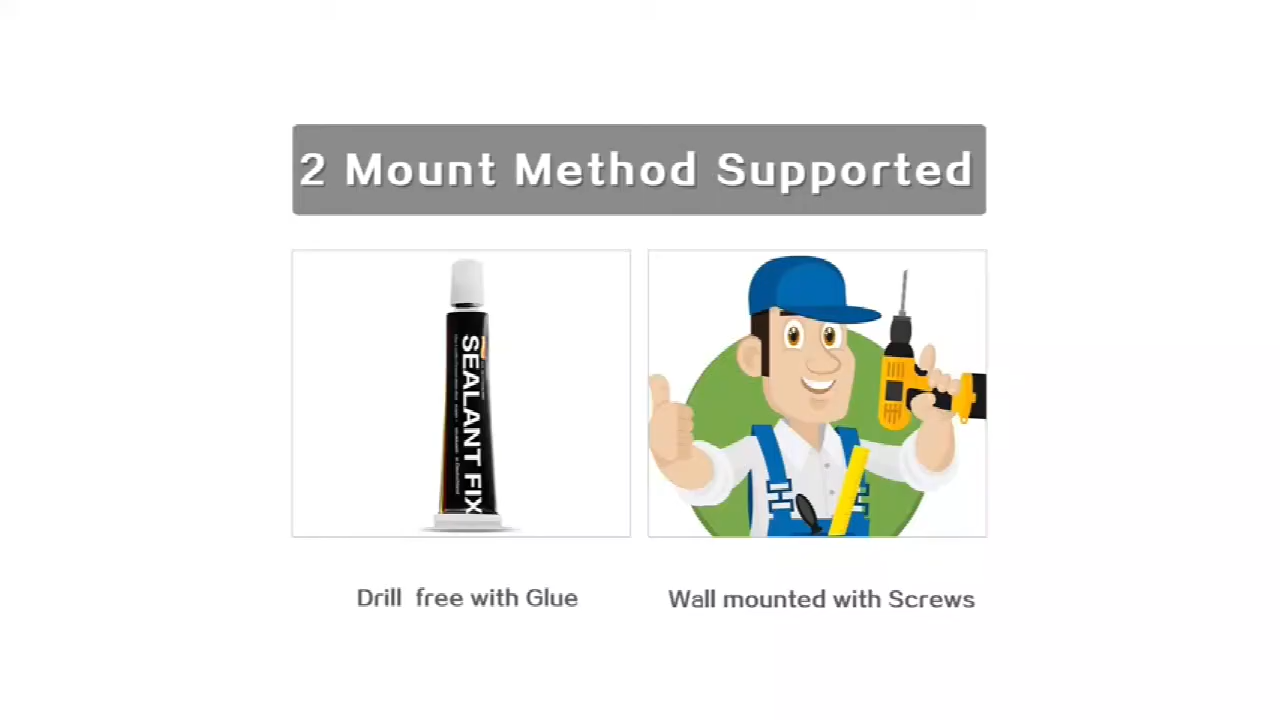 2 Mount Method Supported
SEALANT FIX
Drill free with Glue
Wall mounted with Screws